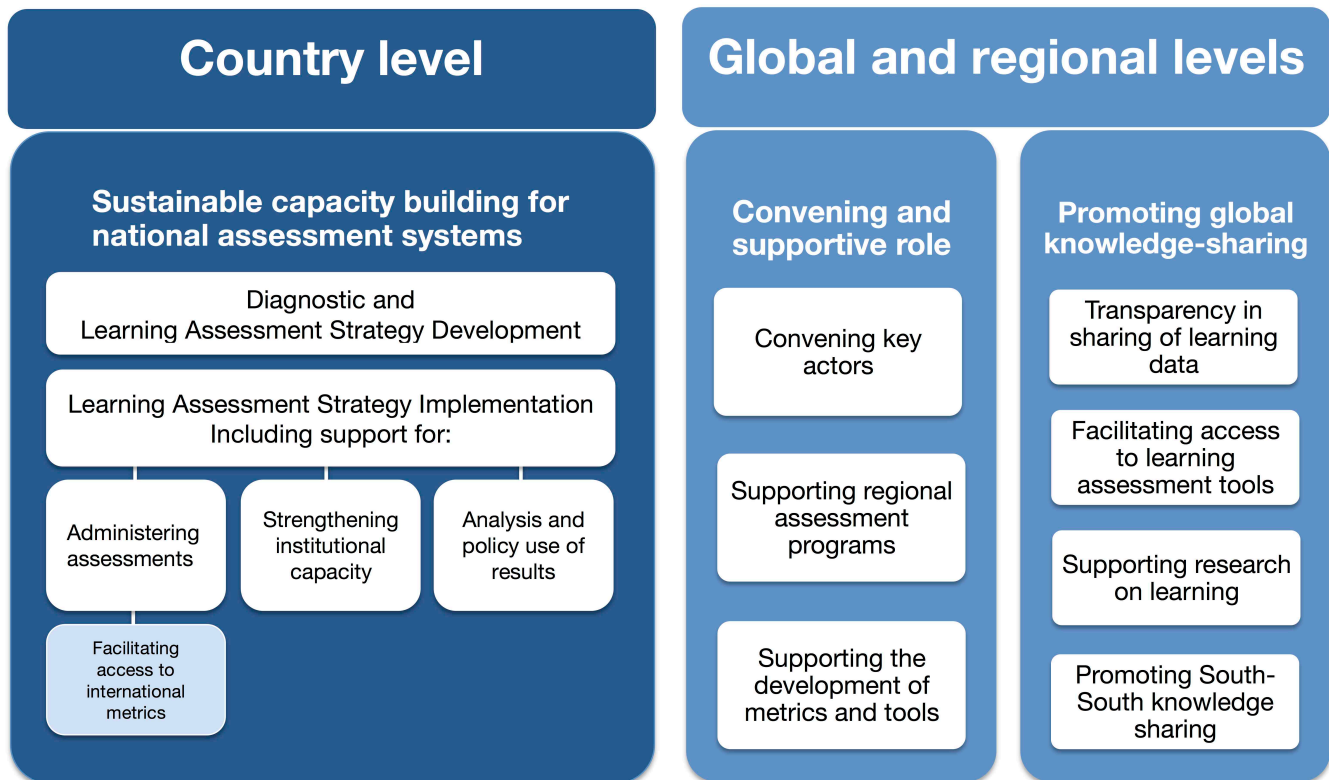 Country level
Sustainable capacity building for
national assessment systems
Diagnostic and
Learning Assessment Strategy Development
Learning Assessment Strategy Implementation
Including support for:
Administering
assessments
Strengthening
institutional
capacity
Analysis and
policy use of
results
Facilitating
access to
international
metrics
Global and regional levels
Convening and
supportive role
Convening key
actors
Supporting regional
assessment
programs
Supporting the
development of
metrics and tools
Promoting global
knowledge-sharing
Transparency in
sharing of learning
data
Facilitating access
to learning
assessment tools
Supporting research
on learning
Promoting South-
South knowledge
sharing